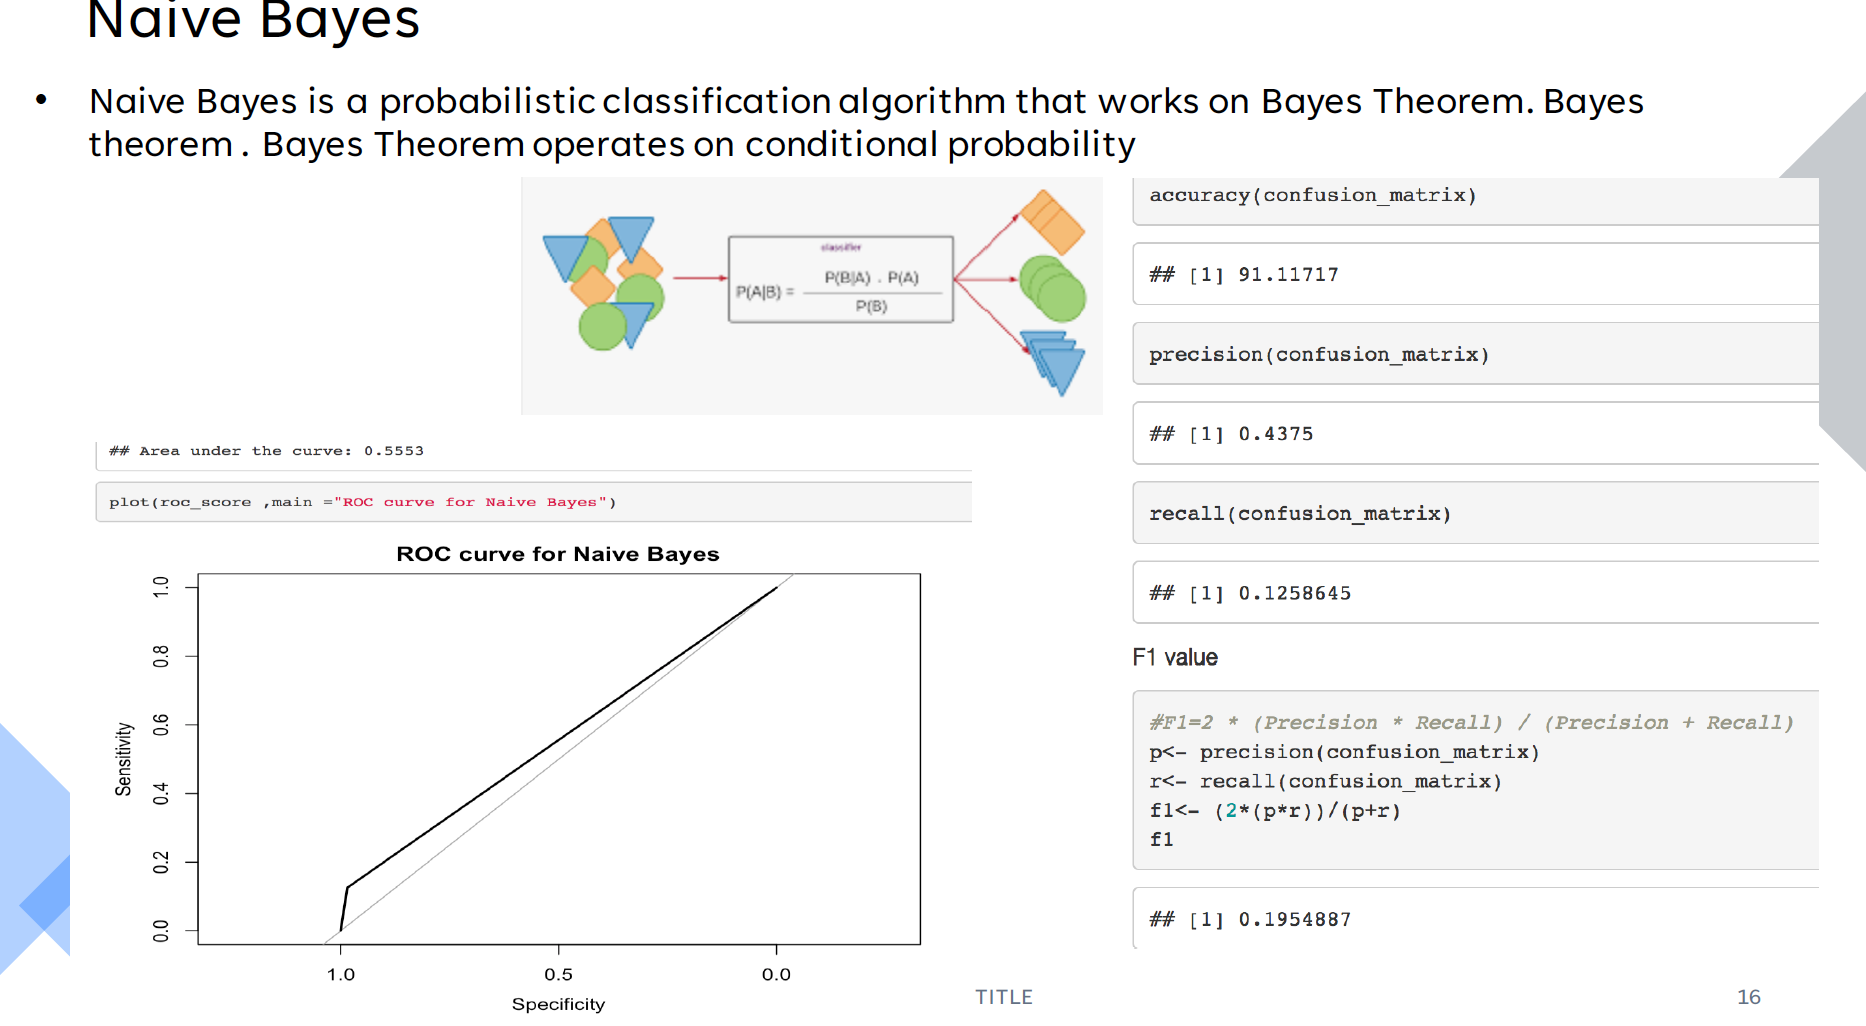 Naive Bayes
• Naive Bayes is a probabilistic classification algorithm that works on Bayes Theorem. Bayes
theorem . Bayes Theorem operates on conditional probability
classifier
P(A|B) = P(B|A) . P(A)
P(B)
## Area under the curve: 0.5553
plot(roc_score ,main ="ROC curve for Naive Bayes")
ROC curve for Naive Bayes
Sensitivity
1.0
0.8
0.6
0.4
0.2
0.0
1.0 0.5 0.0
Specificity
accuracy(confusion_matrix)
## [1] 91.11717
precision(confusion_matrix)
## [1] 0.4375
recall(confusion_matrix)
## [1] 0.1258645
F1 value
#F1=2 * (Precision * Recall) / (Precision + Recall)
p<- precision(confusion_matrix)
r<- recall(confusion_matrix)
f1<- (2*(p*r))/(p+r)
f1
## [1] 0.1954887
TITLE
16